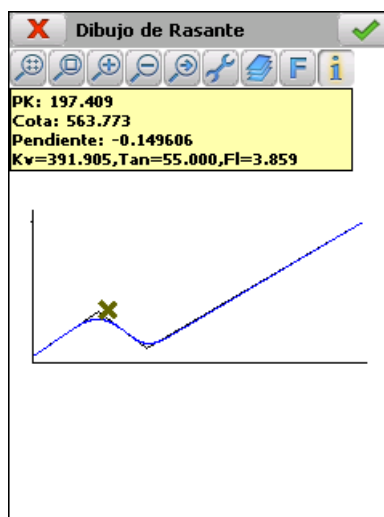 Dibujo de Rasante
F i
PK: 197.409
Cota: 563.773
Pendiente: -0.149606
Kv=391.905,Tan=55.000,Fl=3.859